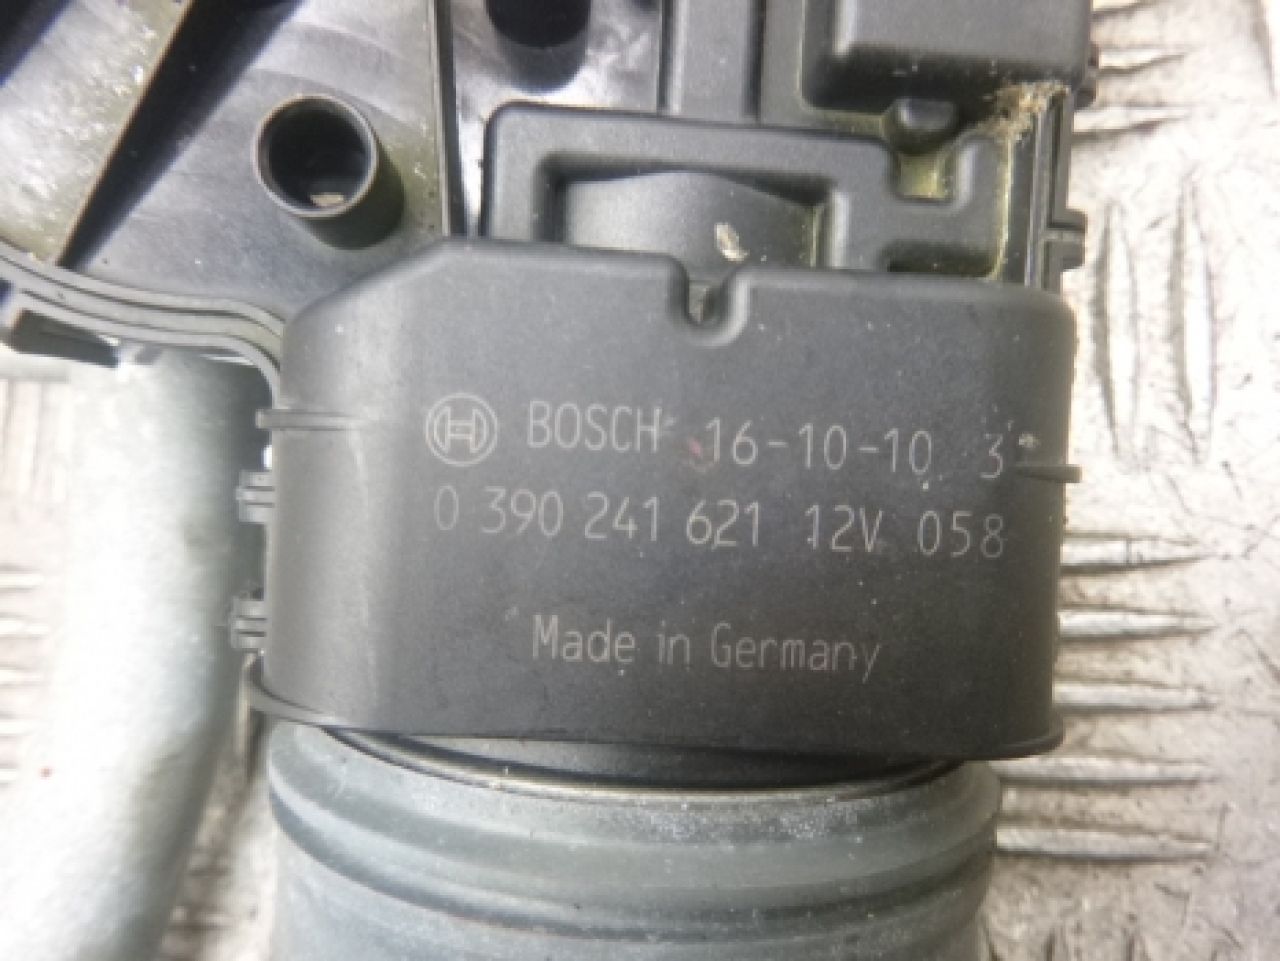 BOSCH 16-10-10 3
0 390 241 621 12V 058
Made in Germany